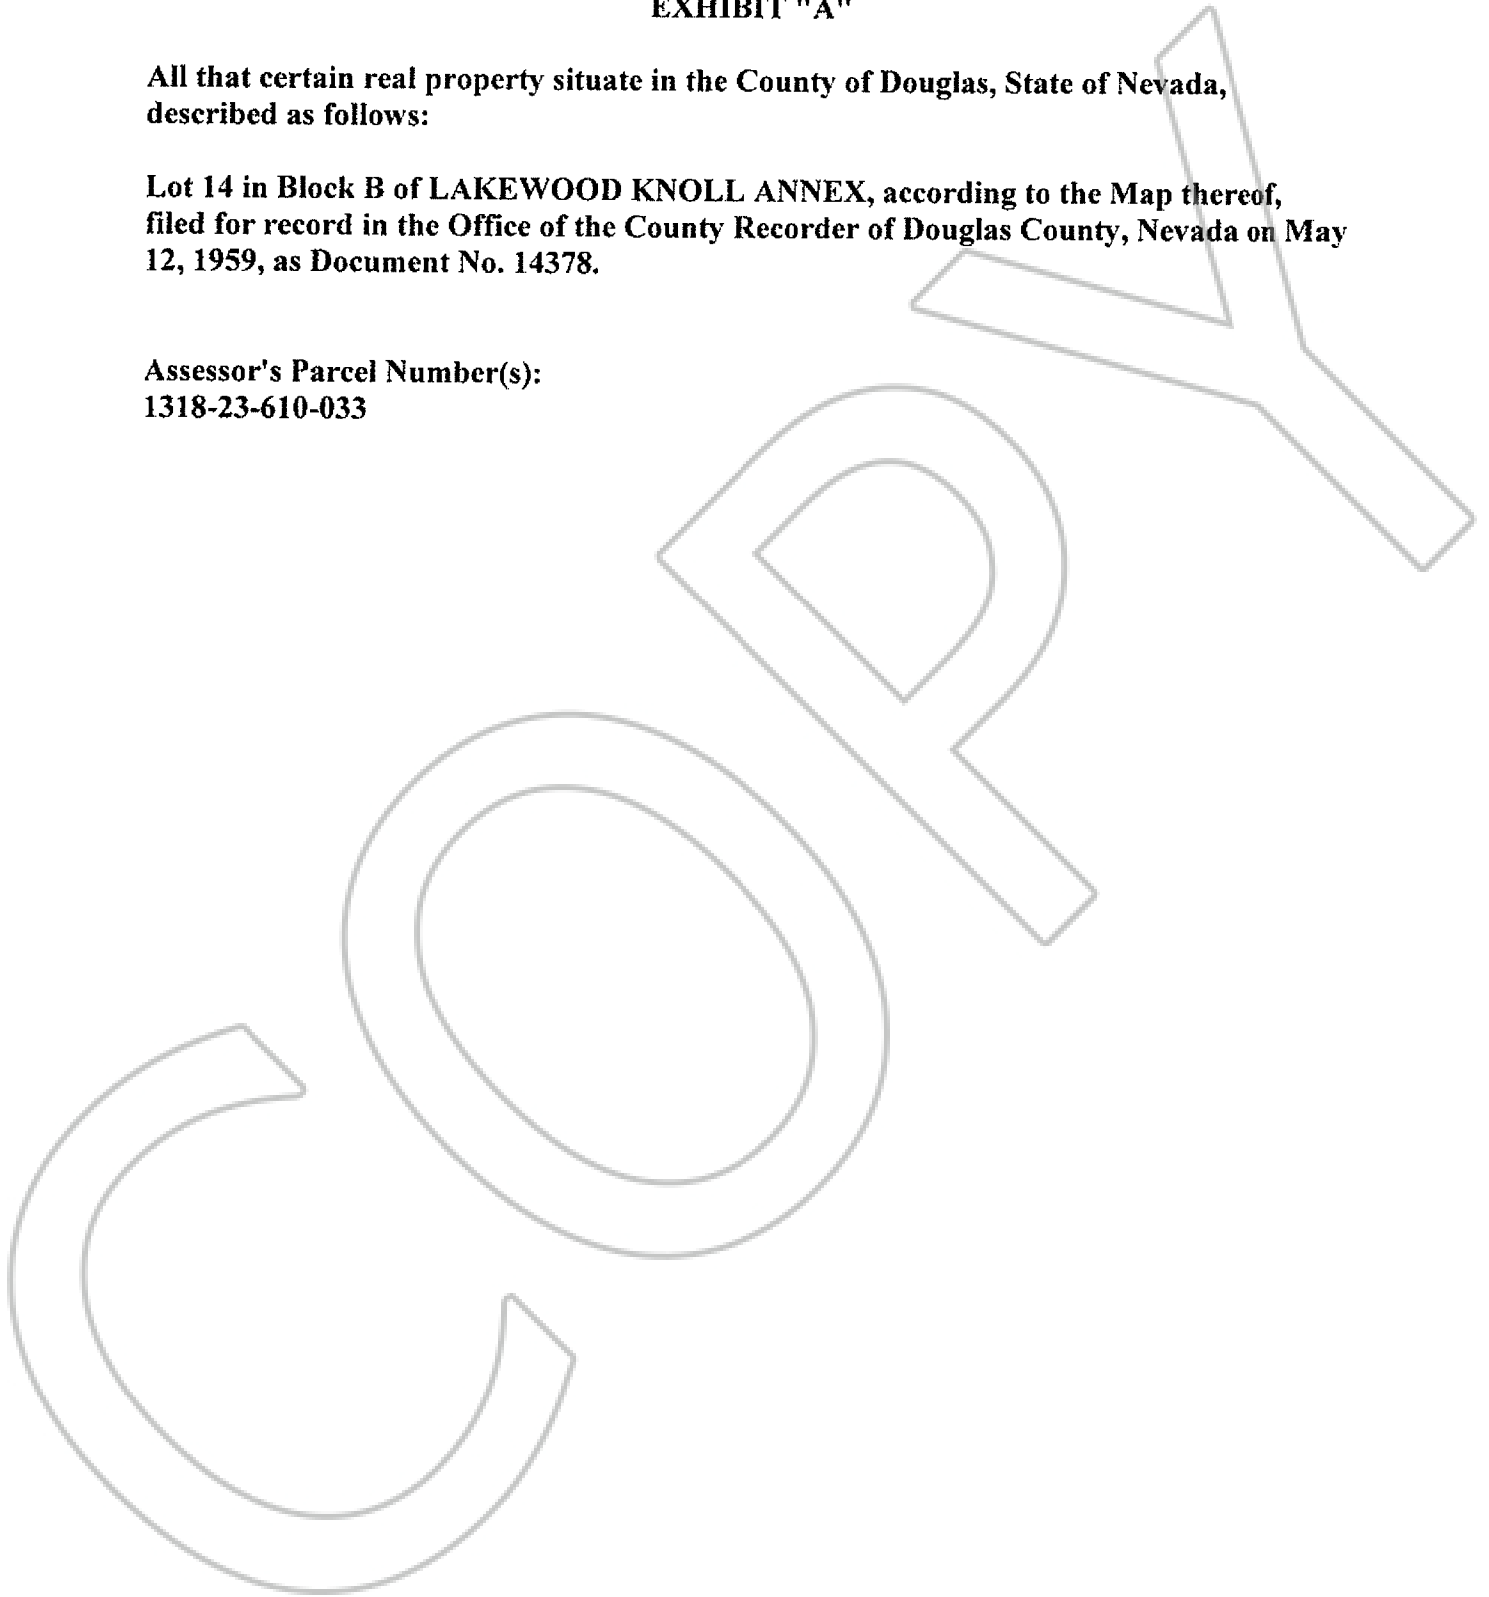 EXHIBIT "A"
All that certain real property situate in the County of Douglas, State of Nevada,
described as follows:
Lot 14 in Block B of LAKEWOOD KNOLL ANNEX, according to the Map thereof,
filed for record in the Office of the County Recorder of Douglas County, Nevada on May
12, 1959, as Document No. 14378.
Assessor's Parcel Number(s):
1318-23-610-033
COPY